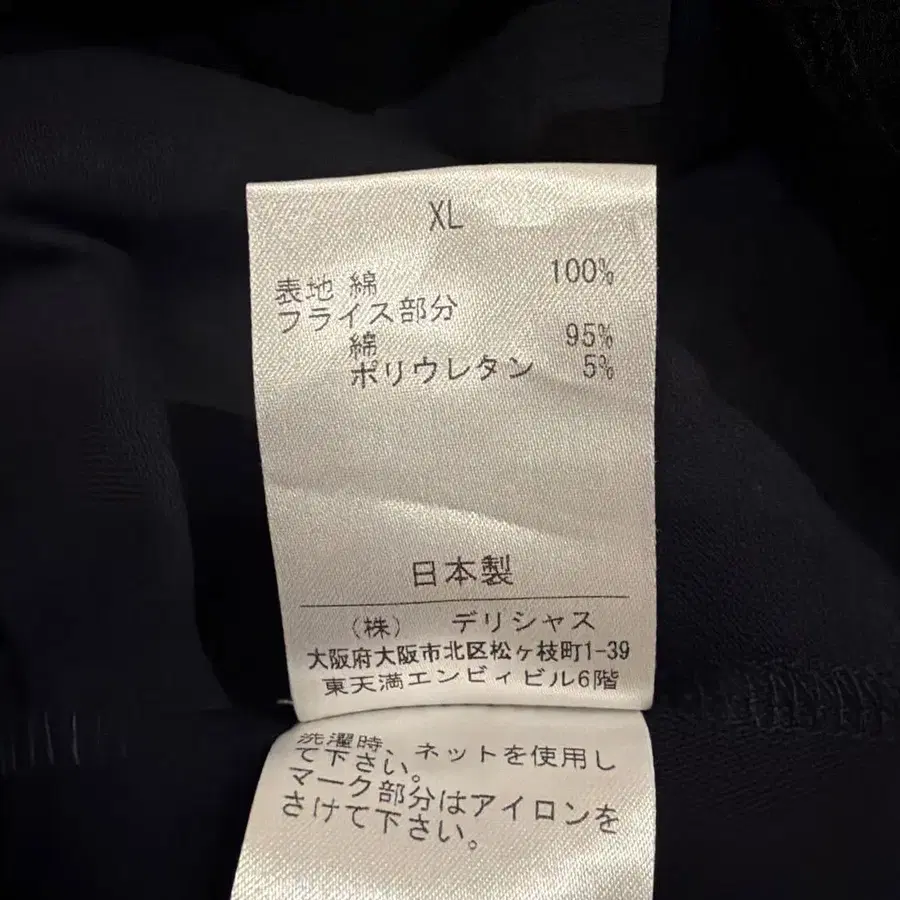 XL
表地 綿 100%
フライス部分
綿 95%
ポリウレタン 5%
日本製
(株) デリシャス
大阪府大阪市北区松ヶ枝町1-39
東天満エンビィビル6階
洗濯時、ネットを使用し
て下さい。
マーク部分はアイロンを
さけて下さい。